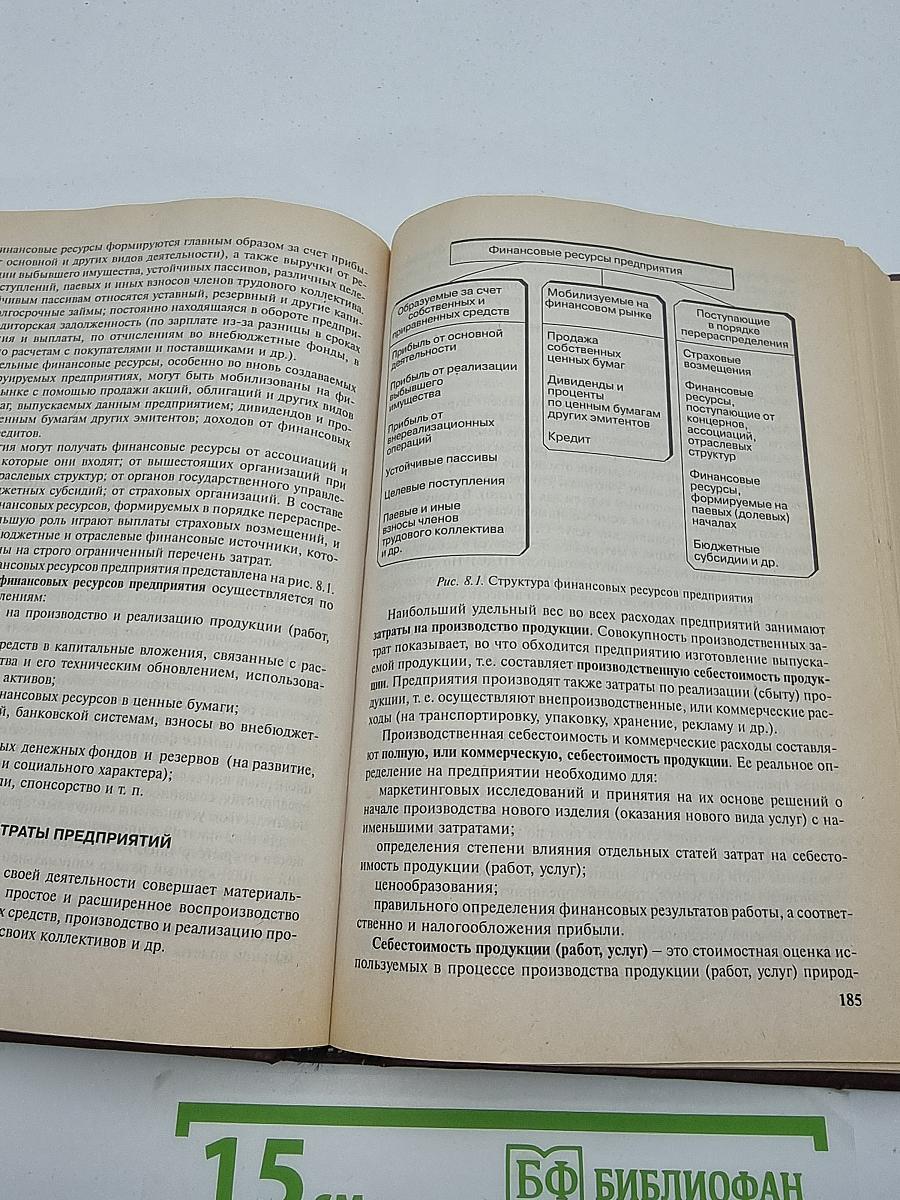 инансовые ресурсы формируются главным образом за счет прибы-
т основной и других видов деятельности), а также выручки от ре-
ции выбывшего имущества, устойчивых пассивов, различных целе-
ступлений, паевых и иных взносов членов трудового коллектива.
йчивым пассивам относятся уставный, резервный и другие капи-
олгосрочные займы; постоянно находящаяся в обороте предпри-
едиторская задолженность (по зарплате из-за разницы в сроках
ия и выплаты, по отчислениям во внебюджетные фонды, в
о расчетам с покупателями и поставщиками и др.).
ельные финансовые ресурсы, особенно во вновь создаваемых
руируемых предприятиях, могут быть мобилизованы на фи-
ынке с помощью продажи акций, облигаций и других видов
аг, выпускаемых данным предприятием; дивидендов и про-
енным бумагам других эмитентов; доходов от финансовых
редитов.
тия могут получать финансовые ресурсы от ассоциаций и
которые они входят; от вышестоящих организаций при
раслевых структур; от органов государственного управле-
джетных субсидий; от страховых организаций. В составе
нансовых ресурсов, формируемых в порядке перераспре-
льшую роль играют выплаты страховых возмещений, и
бюджетные и отраслевые финансовые источники, кото-
ны на строго ограниченный перечень затрат.
ансовых ресурсов предприятия представлена на рис. 8.1.
финансовых ресурсов предприятия осуществляется по
лениям:
на производство и реализацию продукции (работ,
редств в капитальные вложения, связанные с рас-
тва и его техническим обновлением, использова-
активов;
нансовых ресурсов в ценные бумаги;
й, банковской системам, взносы во внебюджет-
ых денежных фондов и резервов (на развитие,
и социального характера);
ли, спонсорство и т. п.
ТРАТЫ ПРЕДПРИЯТИЙ
своей деятельности совершает материаль-
простое и расширенное воспроизводство
х средств, производство и реализацию про-
своих коллективов и др.
Финансовые ресурсы предприятия
Образуемые за счет
собственных и
приравненных средств
Прибыль от основной
деятельности
Прибыль от реализации
выбывшего
имущества
Прибыль от
внереализационных
операций
Устойчивые пассивы
Целевые поступления
Паевые и иные
взносы членов
трудового коллектива
и др.
Мобилизуемые на
финансовом рынке
Продажа
собственных
ценных бумаг
Дивиденды и
проценты
по ценным бумагам
других эмитентов
Кредит
Поступающие
в порядке
перераспределения
Страховые
возмещения
Финансовые
ресурсы,
поступающие от
концернов,
ассоциаций,
отраслевых
структур
Финансовые
ресурсы,
формируемые на
паевых (долевых)
началах
Бюджетные
субсидии и др.
Рис. 8.1. Структура финансовых ресурсов предприятия
Наибольший удельный вес во всех расходах предприятий занимают
затраты на производство продукции. Совокупность производственных за-
трат показывает, во что обходится предприятию изготовление выпуска-
емой продукции, т.е. составляет производственную себестоимость продук-
ции. Предприятия производят также затраты по реализации (сбыту) про-
дукции, т. е. осуществляют внепроизводственные, или коммерческие рас-
ходы (на транспортировку, упаковку, хранение, рекламу и др.).
Производственная себестоимость и коммерческие расходы составля-
ют полную, или коммерческую, себестоимость продукции. Ее реальное оп-
ределение на предприятии необходимо для:
маркетинговых исследований и принятия на их основе решений о
начале производства нового изделия (оказания нового вида услуг) с на-
именьшими затратами;
определения степени влияния отдельных статей затрат на себесто-
имость продукции (работ, услуг);
ценообразования;
правильного определения финансовых результатов работы, а соответ-
ственно и налогообложения прибыли.
Себестоимость продукции (работ, услуг) – это стоимостная оценка ис-
пользуемых в процессе производства продукции (работ, услуг) природ-
185
15 см
БФ БИБЛИОФАН